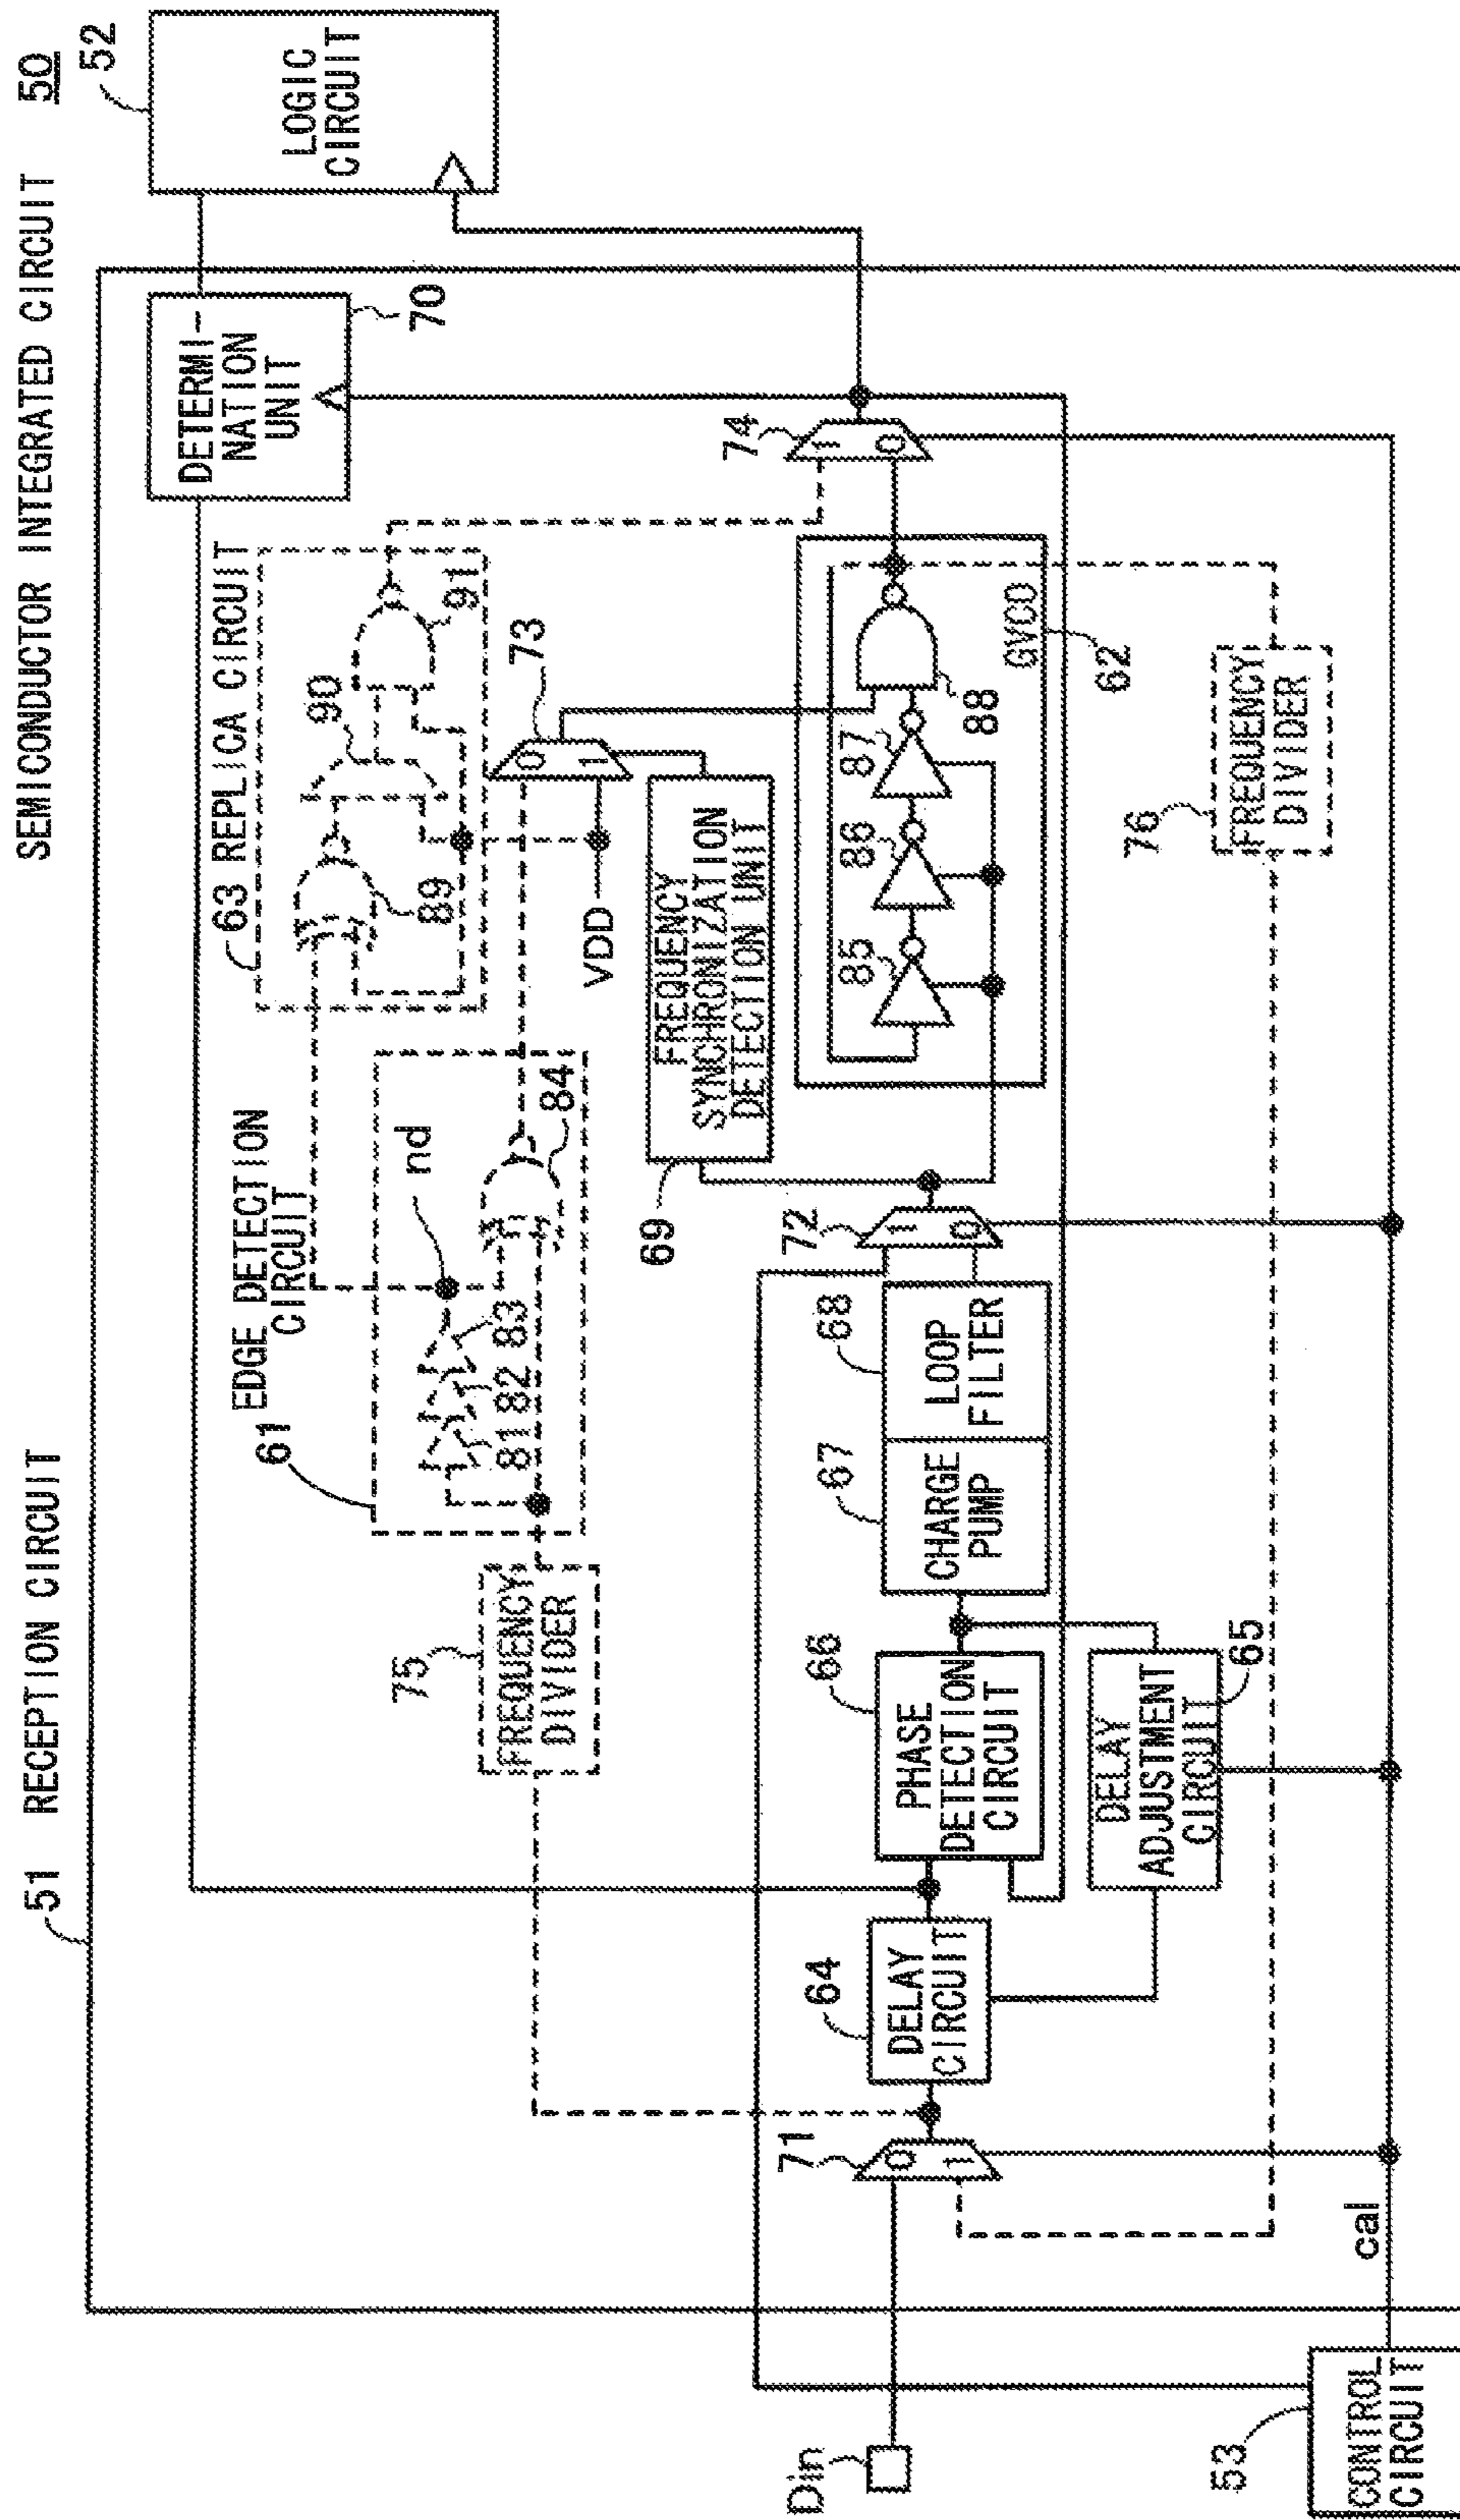 SEMICONDUCTOR INTEGRATED CIRCUIT 50
51 RECEPTION CIRCUIT
52
LOGIC
CIRCUIT
DETERMI-
NATION
UNIT
70
63 REPLICA CIRCUIT
89
90
91
61
EDGE DETECTION
CIRCUIT
nd
81
82
83
84
75
FREQUENCY
DIVIDER
VDD
73
0
1
74
1
0
69
FREQUENCY
SYNCHRONIZATION
DETECTION UNIT
GVCO
62
85
86
87
88
72
1
0
67
CHARGE
PUMP
68
LOOP
FILTER
66
PHASE
DETECTION
CIRCUIT
64
DELAY
CIRCUIT
65
DELAY
ADJUSTMENT
CIRCUIT
76
FREQUENCY
DIVIDER
71
0
1
Din
cal
53
CONTROL
CIRCUIT